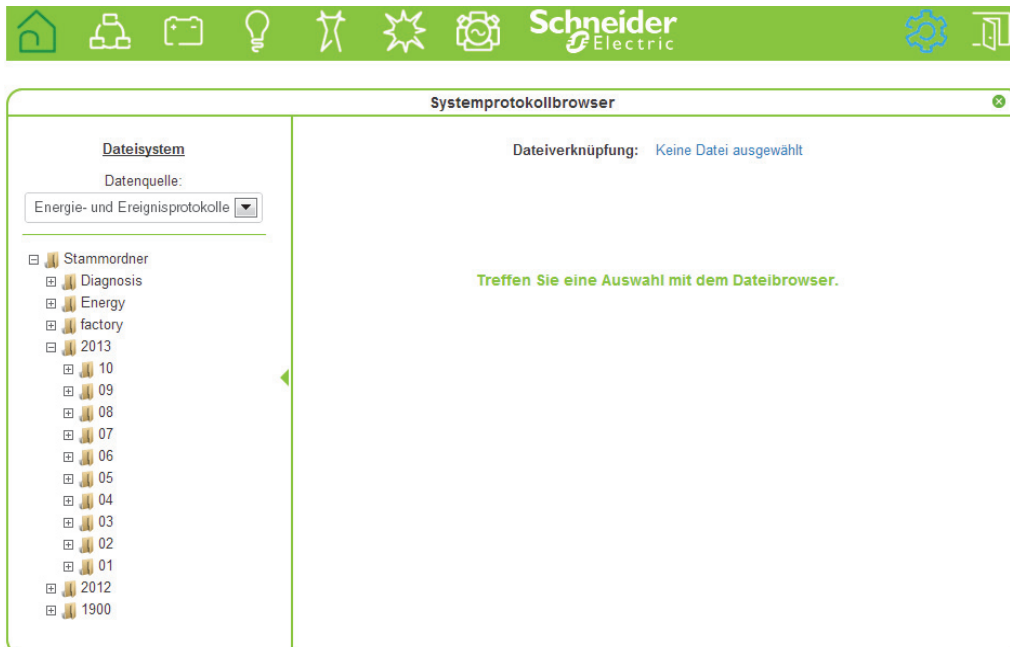 Schneider
Electric
Systemprotokollbrowser
Dateisystem
Datenquelle:
Energie- und Ereignisprotokolle
Stammordner
Diagnosis
Energy
factory
2013
10
09
08
07
06
05
04
03
02
01
2012
1900
Dateiverknüpfung: Keine Datei ausgewählt
Treffen Sie eine Auswahl mit dem Dateibrowser.